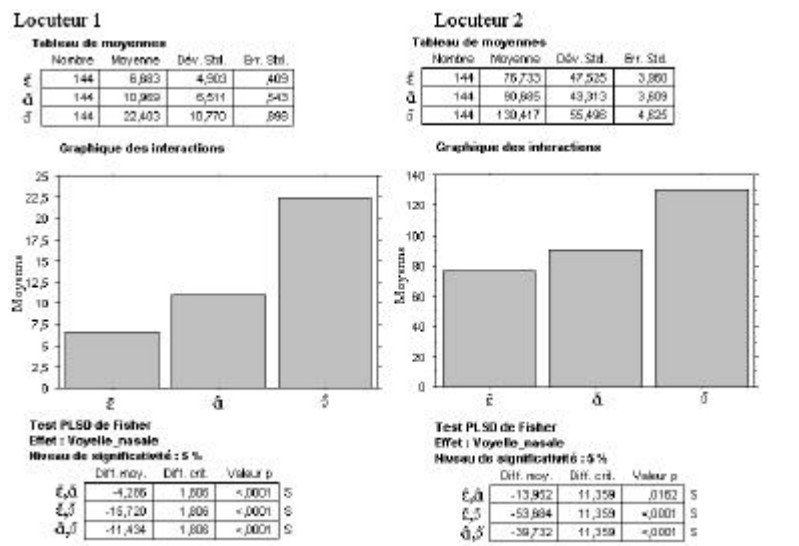 Locuteur 1
Tableau de moyennes
Nombre Moyenne Dév. Std. Err. Std.
ɛ̃ 144 6,683 4,903 ,409
ɑ̃ 144 10,969 6,511 ,543
ɔ̃ 144 22,403 10,770 ,898
Graphique des interactions
Moyenne
25
22,5
20
17,5
15
12,5
10
7,5
5
2,5
0
ɛ̃ ɑ̃ ɔ̃
Test PLSD de Fisher
Effet : Voyelle_nasale
Niveau de significativité : 5 %
Diff. moy. Diff. crit. Valeur p
ɛ̃,ɑ̃ -4,286 1,806 <,0001 S
ɛ̃,ɔ̃ -15,720 1,806 <,0001 S
ɑ̃,ɔ̃ -11,434 1,806 <,0001 S
Locuteur 2
Tableau de moyennes
Nombre Moyenne Dév. Std. Err. Std.
ɛ̃ 144 76,733 47,525 3,960
ɑ̃ 144 90,685 43,313 3,609
ɔ̃ 144 130,417 55,498 4,625
Graphique des interactions
Moyenne
140
120
100
80
60
40
20
0
ɛ̃ ɑ̃ ɔ̃
Test PLSD de Fisher
Effet : Voyelle_nasale
Niveau de significativité : 5 %
Diff. moy. Diff. crit. Valeur p
ɛ̃,ɑ̃ -13,952 11,359 ,0162 S
ɛ̃,ɔ̃ -53,684 11,359 <,0001 S
ɑ̃,ɔ̃ -39,732 11,359 <,0001 S